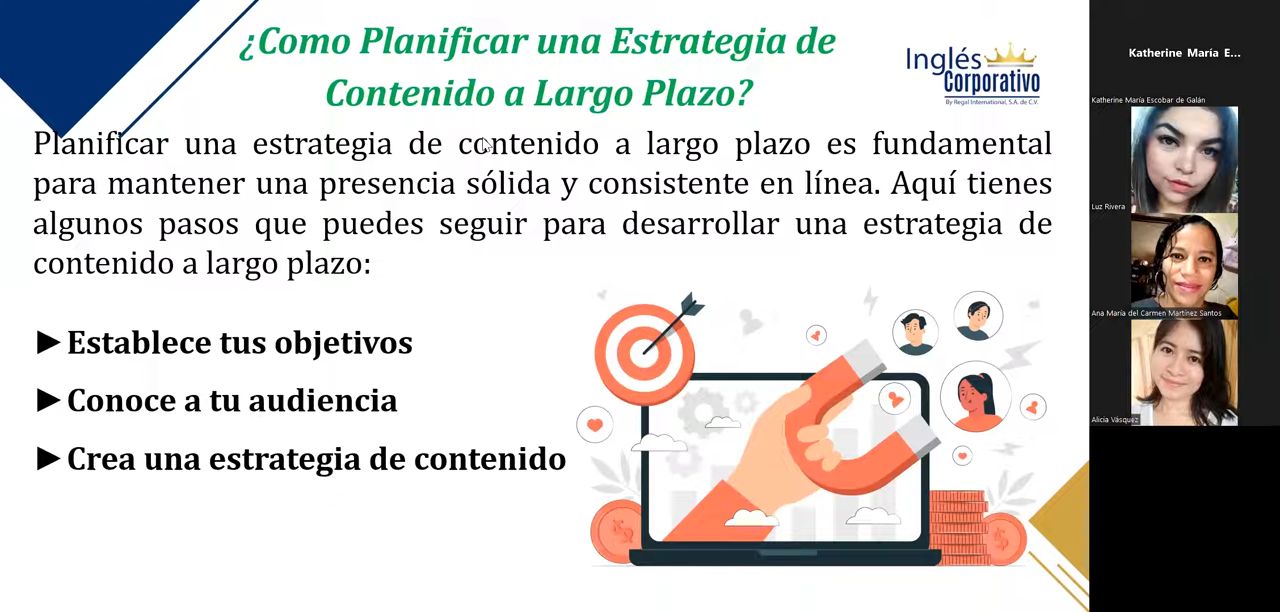 ¿Como Planificar una Estrategia de
Contenido a Largo Plazo?
Inglés
Corporativo
By Regal International, S.A. de C.V.
Planificar una estrategia de contenido a largo plazo es fundamental
para mantener una presencia sólida y consistente en línea. Aquí tienes
algunos pasos que puedes seguir para desarrollar una estrategia de
contenido a largo plazo:
►Establece tus objetivos
►Conoce a tu audiencia
►Crea una estrategia de contenido
$
$
Katherine María E...
Katherine María Escobar de Galán
Luz Rivera
Ana María del Carmen Martínez Santos
Alicia Vásquez